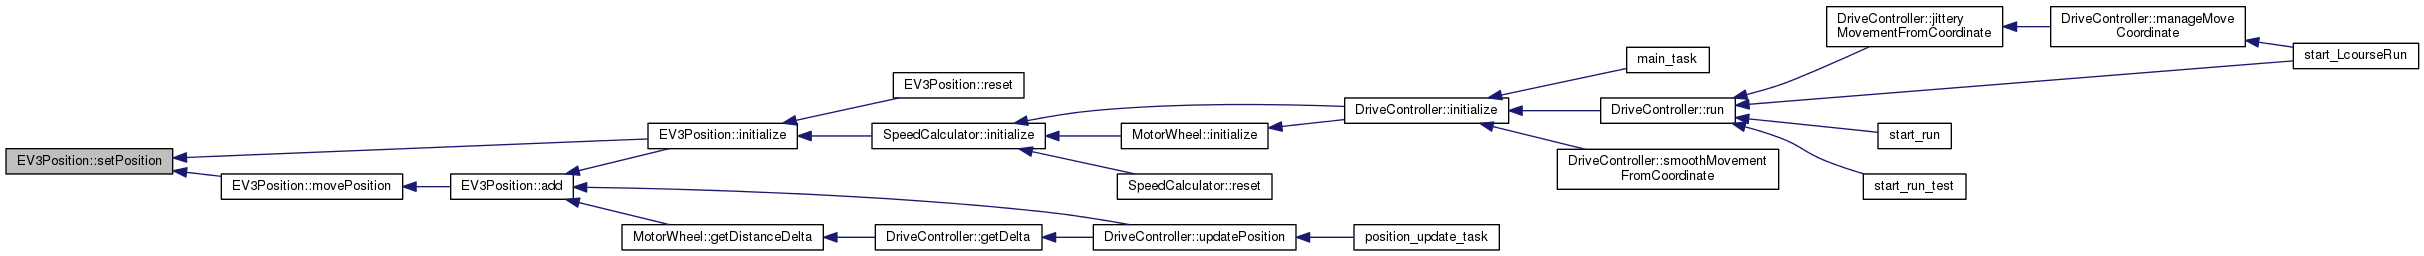 EV3Position::setPosition
EV3Position::movePosition
EV3Position::initialize
EV3Position::add
EV3Position::reset
SpeedCalculator::initialize
MotorWheel::getDistanceDelta
DriveController::getDelta
MotorWheel::initialize
SpeedCalculator::reset
DriveController::updatePosition
DriveController::initialize
main_task
DriveController::run
DriveController::smoothMovement
FromCoordinate
position_update_task
DriveController::jittery
MovementFromCoordinate
start_run
start_run_test
DriveController::manageMove
Coordinate
start_LcourseRun